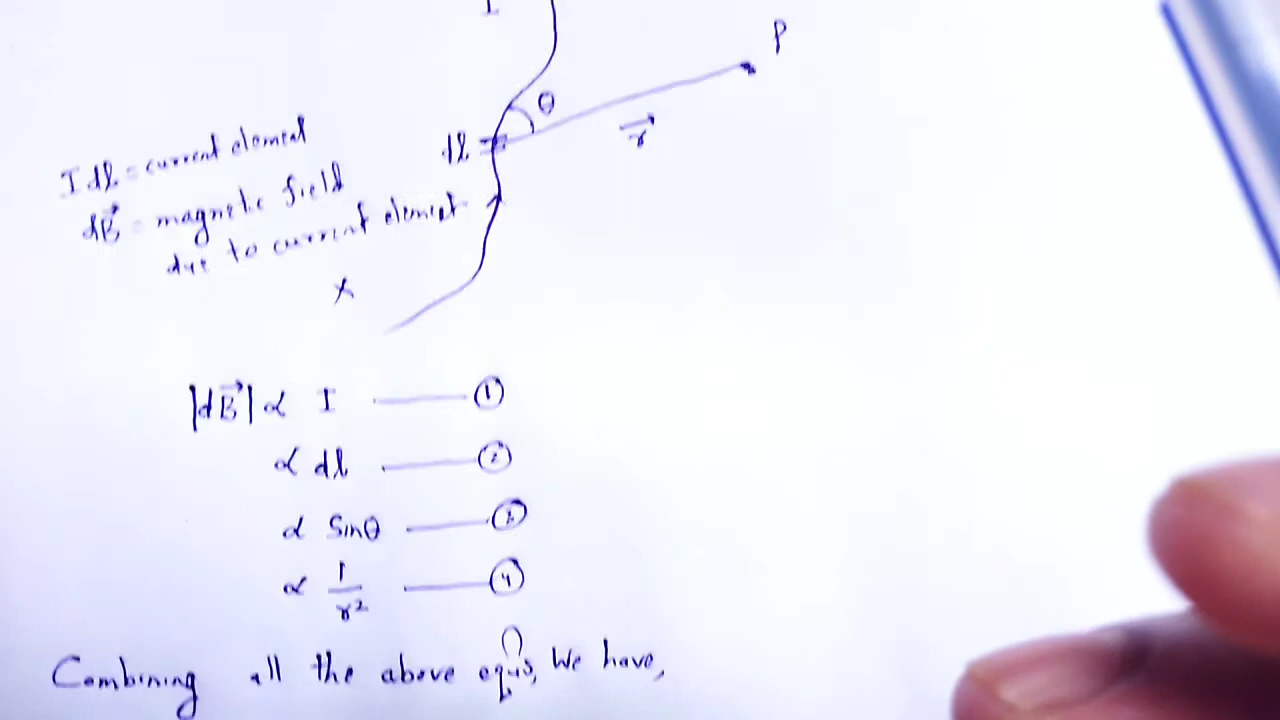 I
P
θ
dl
r⃗
I dl = current element
dB⃗ = magnetic field
due to current element
X
|dB⃗| ∝ I —— ①
∝ dl —— ②
∝ Sinθ —— ③
∝ 1/r² —— ④
Combining all the above eqns, We have,